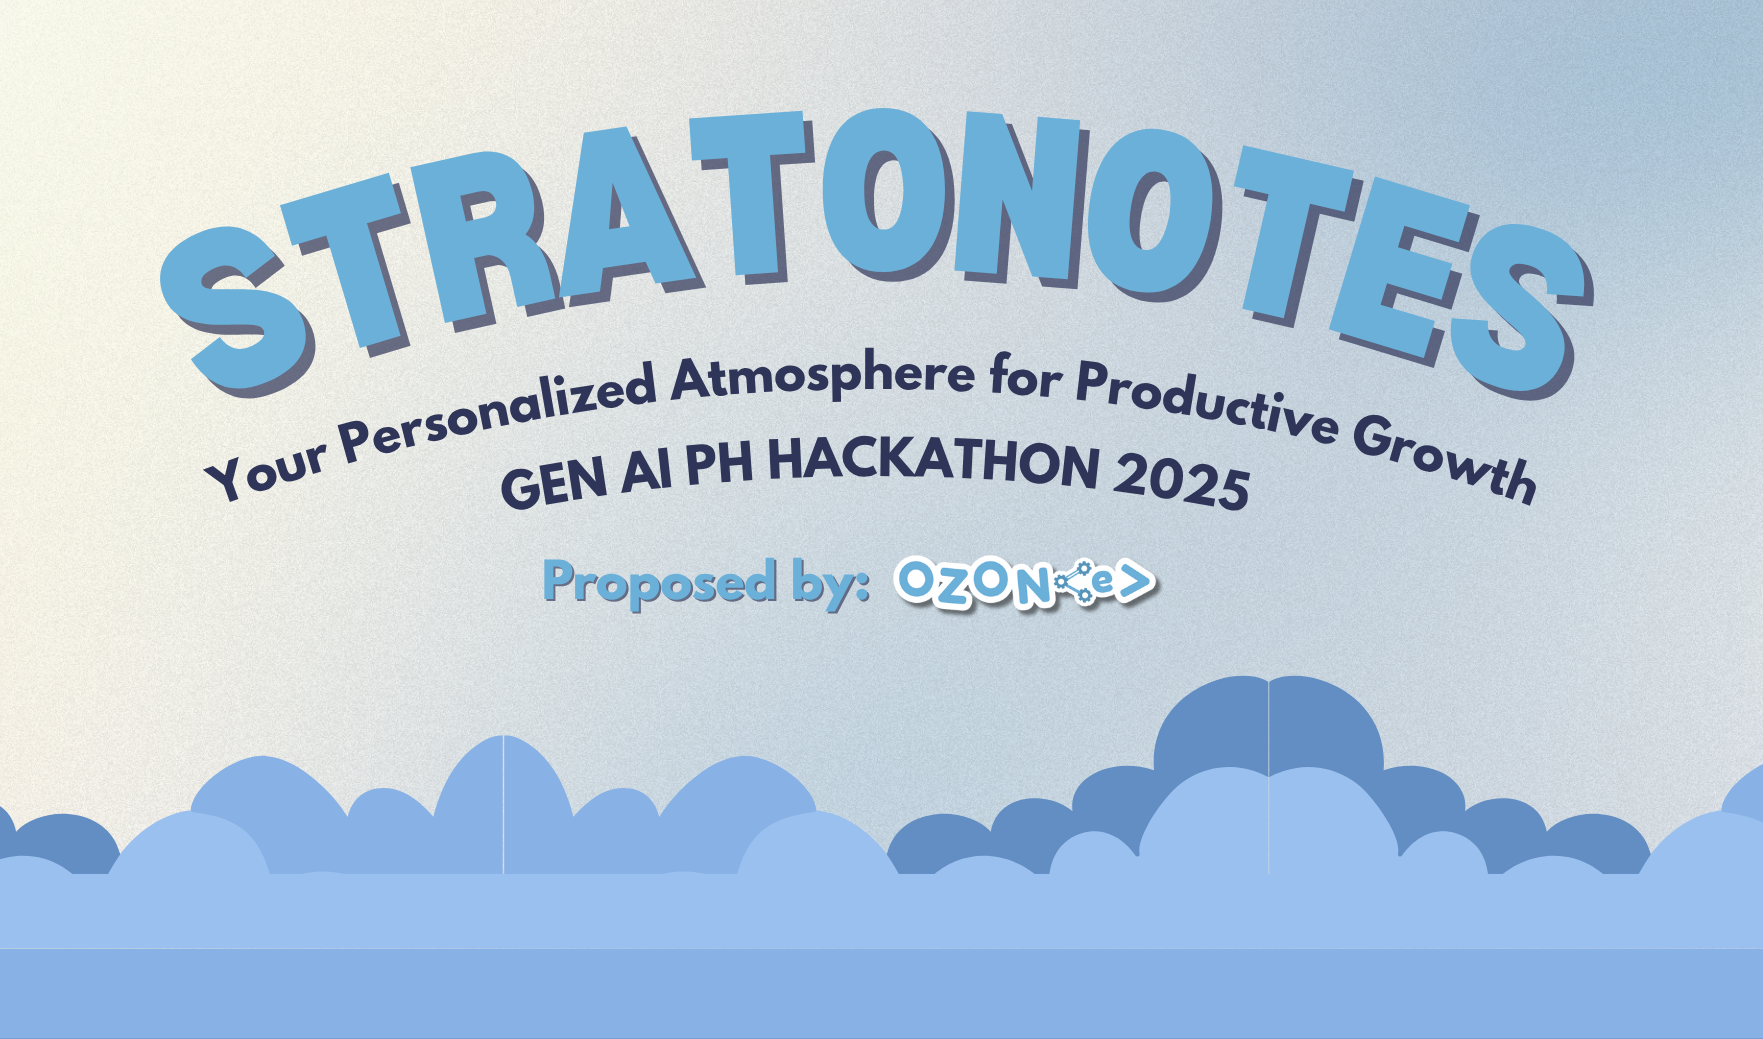 STRATONOTES
Your Personalized Atmosphere for Productive Growth
GEN AI PH HACKATHON 2025
Proposed by: OZON<e>